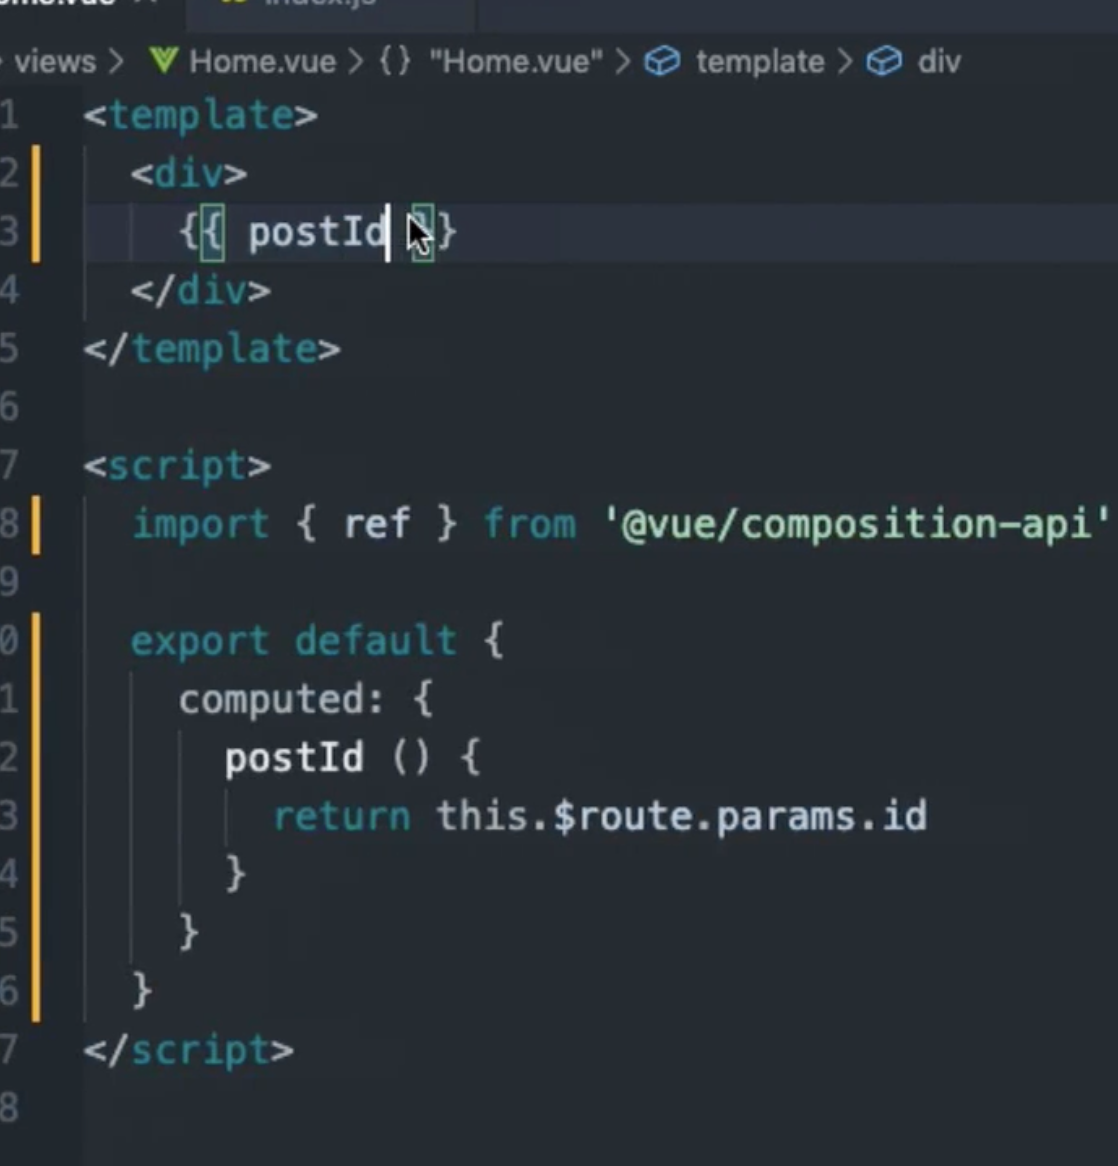 views > Home.vue > {} "Home.vue" > template > div
1 <template>
2 <div>
3 {{ postId }}
4 </div>
5 </template>
6
7 <script>
8 import { ref } from '@vue/composition-api'
9
0 export default {
1 computed: {
2 postId () {
3 return this.$route.params.id
4 }
5 }
6 }
7 </script>
8